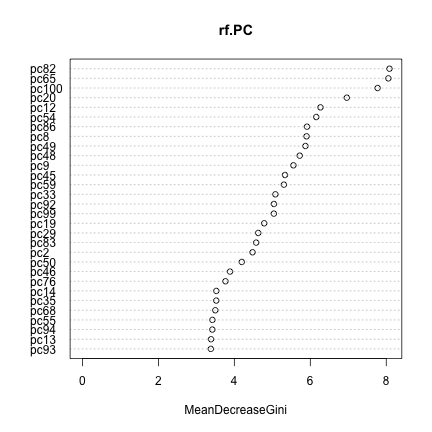 rf.PC
pc82
pc65
pc100
pc20
pc12
pc54
pc86
pc8
pc49
pc48
pc9
pc45
pc59
pc33
pc92
pc99
pc19
pc29
pc83
pc2
pc50
pc46
pc76
pc14
pc35
pc68
pc55
pc94
pc13
pc93
0 2 4 6 8
MeanDecreaseGini